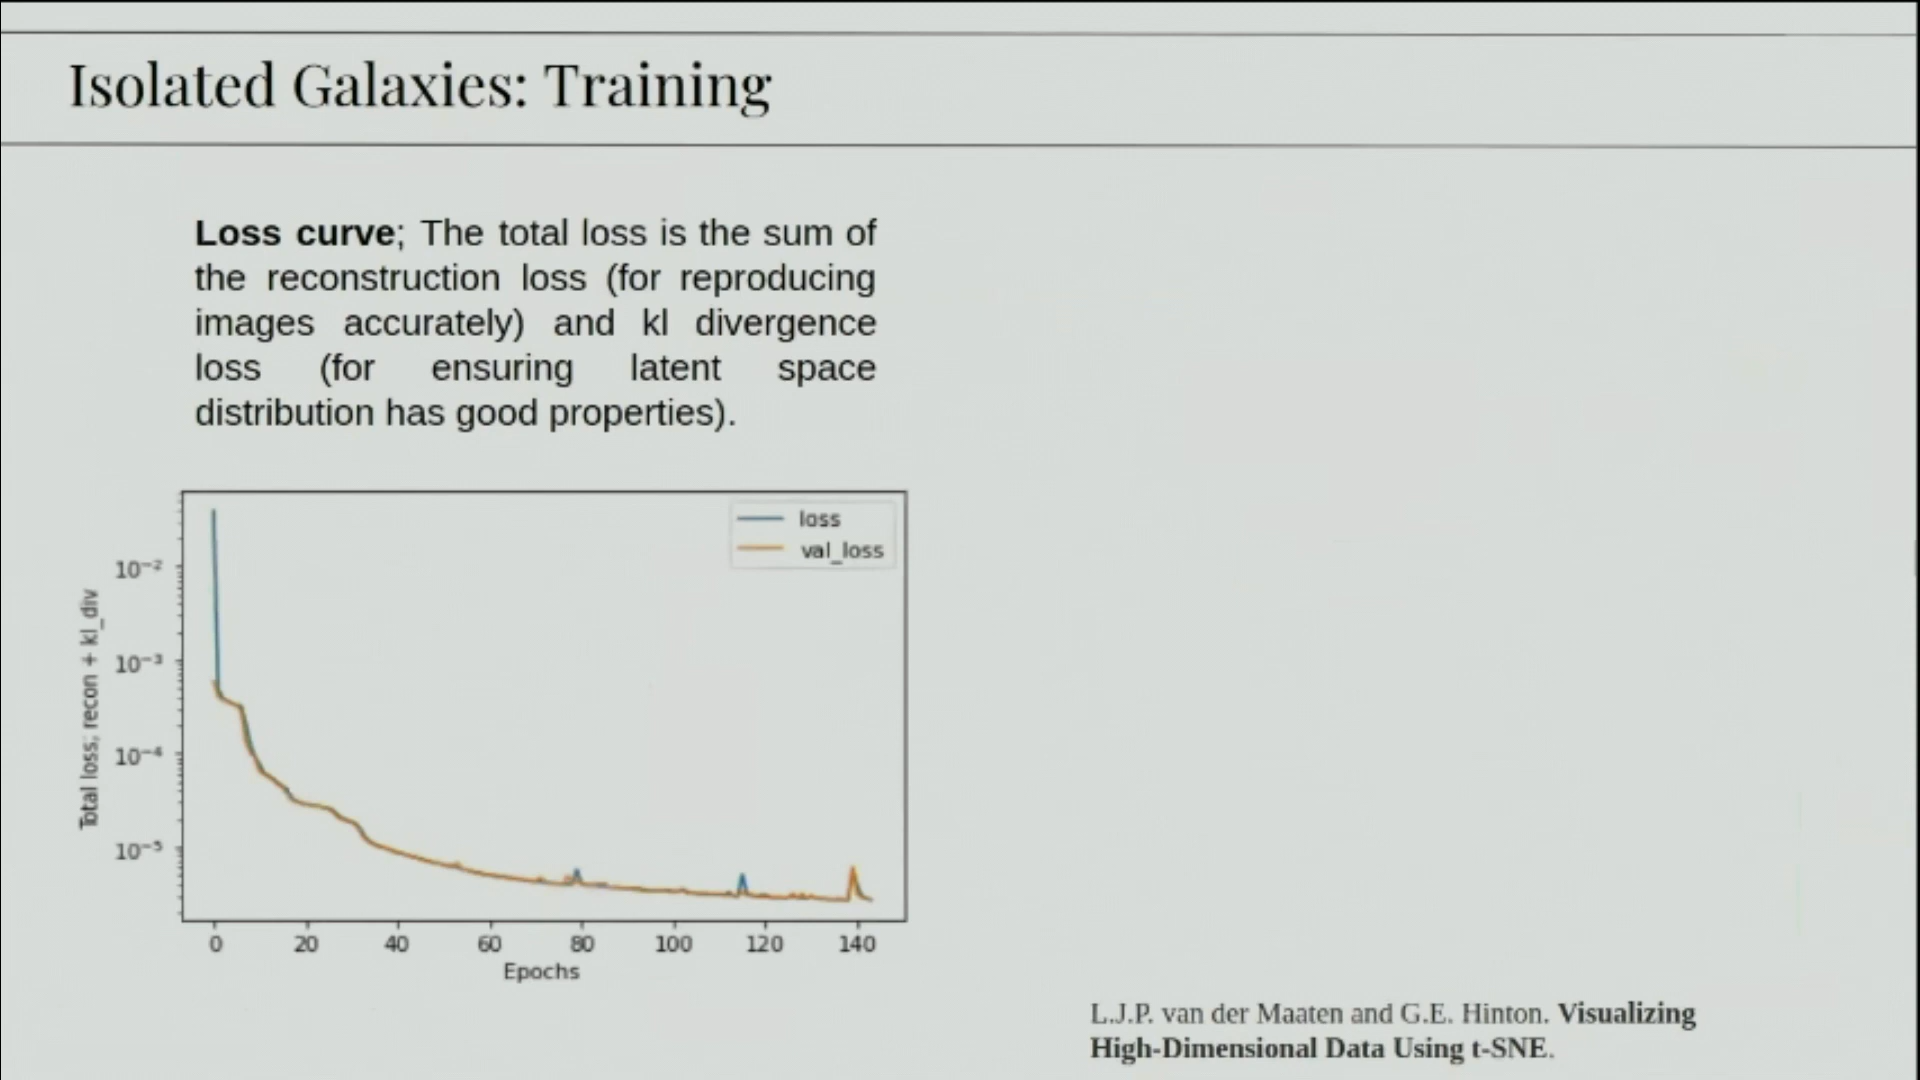 Isolated Galaxies: Training
Loss curve; The total loss is the sum of
the reconstruction loss (for reproducing
images accurately) and kl divergence
loss (for ensuring latent space
distribution has good properties).
loss
val_loss
10⁻²
10⁻³
10⁻⁴
10⁻⁵
Total loss; recon + kl_div
0 20 40 60 80 100 120 140
Epochs
L.J.P. van der Maaten and G.E. Hinton. Visualizing
High-Dimensional Data Using t-SNE.